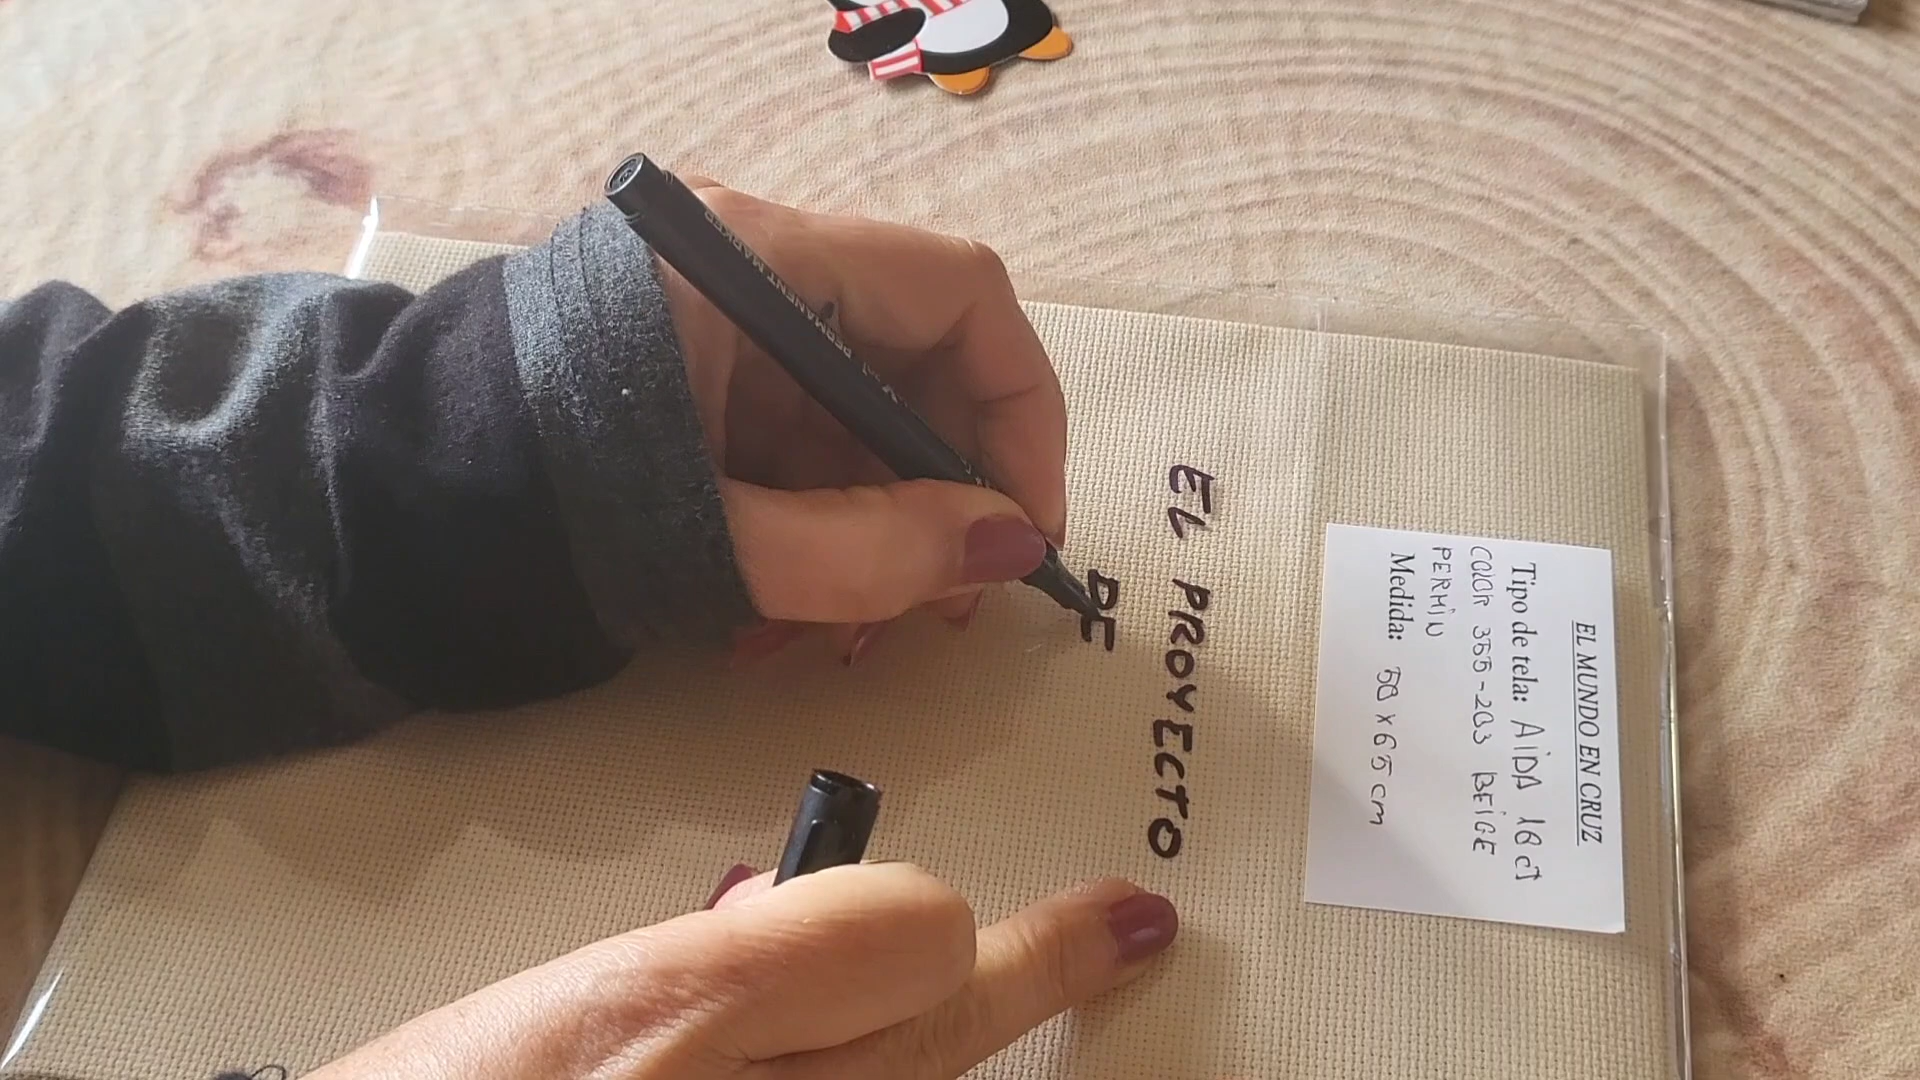 EL MUNDO EN CRUZ
Tipo de tela: AiDA 16 CT
COlOR 355-203 BEiGE
PERMiN
Medida: 50 x 65 cm
EL PROYECTO
DE
PERMANENT MARKER